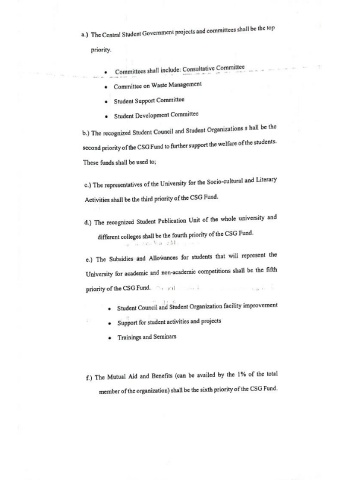 a.) The Central Student Government projects and committees shall be the top
priority.
• Committees shall include: Consultative Committee
• Committee on Waste Management
• Student Support Committee
• Student Development Committee
b.) The recognized Student Council and Student Organizations s hall be the
second priority of the CSG Fund to further support the welfare of the students.
These funds shall be used to;
c.) The representatives of the University for the Socio-cultural and Literary
Activities shall be the third priority of the CSG Fund.
d.) The recognized Student Publication Unit of the whole university and
different colleges shall be the fourth priority of the CSG Fund.
e.) The Subsidies and Allowances for students that will represent the
University for academic and non-academic competitions shall be the fifth
priority of the CSG Fund.
• Student Council and Student Organization facility improvement
• Support for student activities and projects
• Trainings and Seminars
f.) The Mutual Aid and Benefits (can be availed by the 1% of the total
member of the organization) shall be the sixth priority of the CSG Fund.